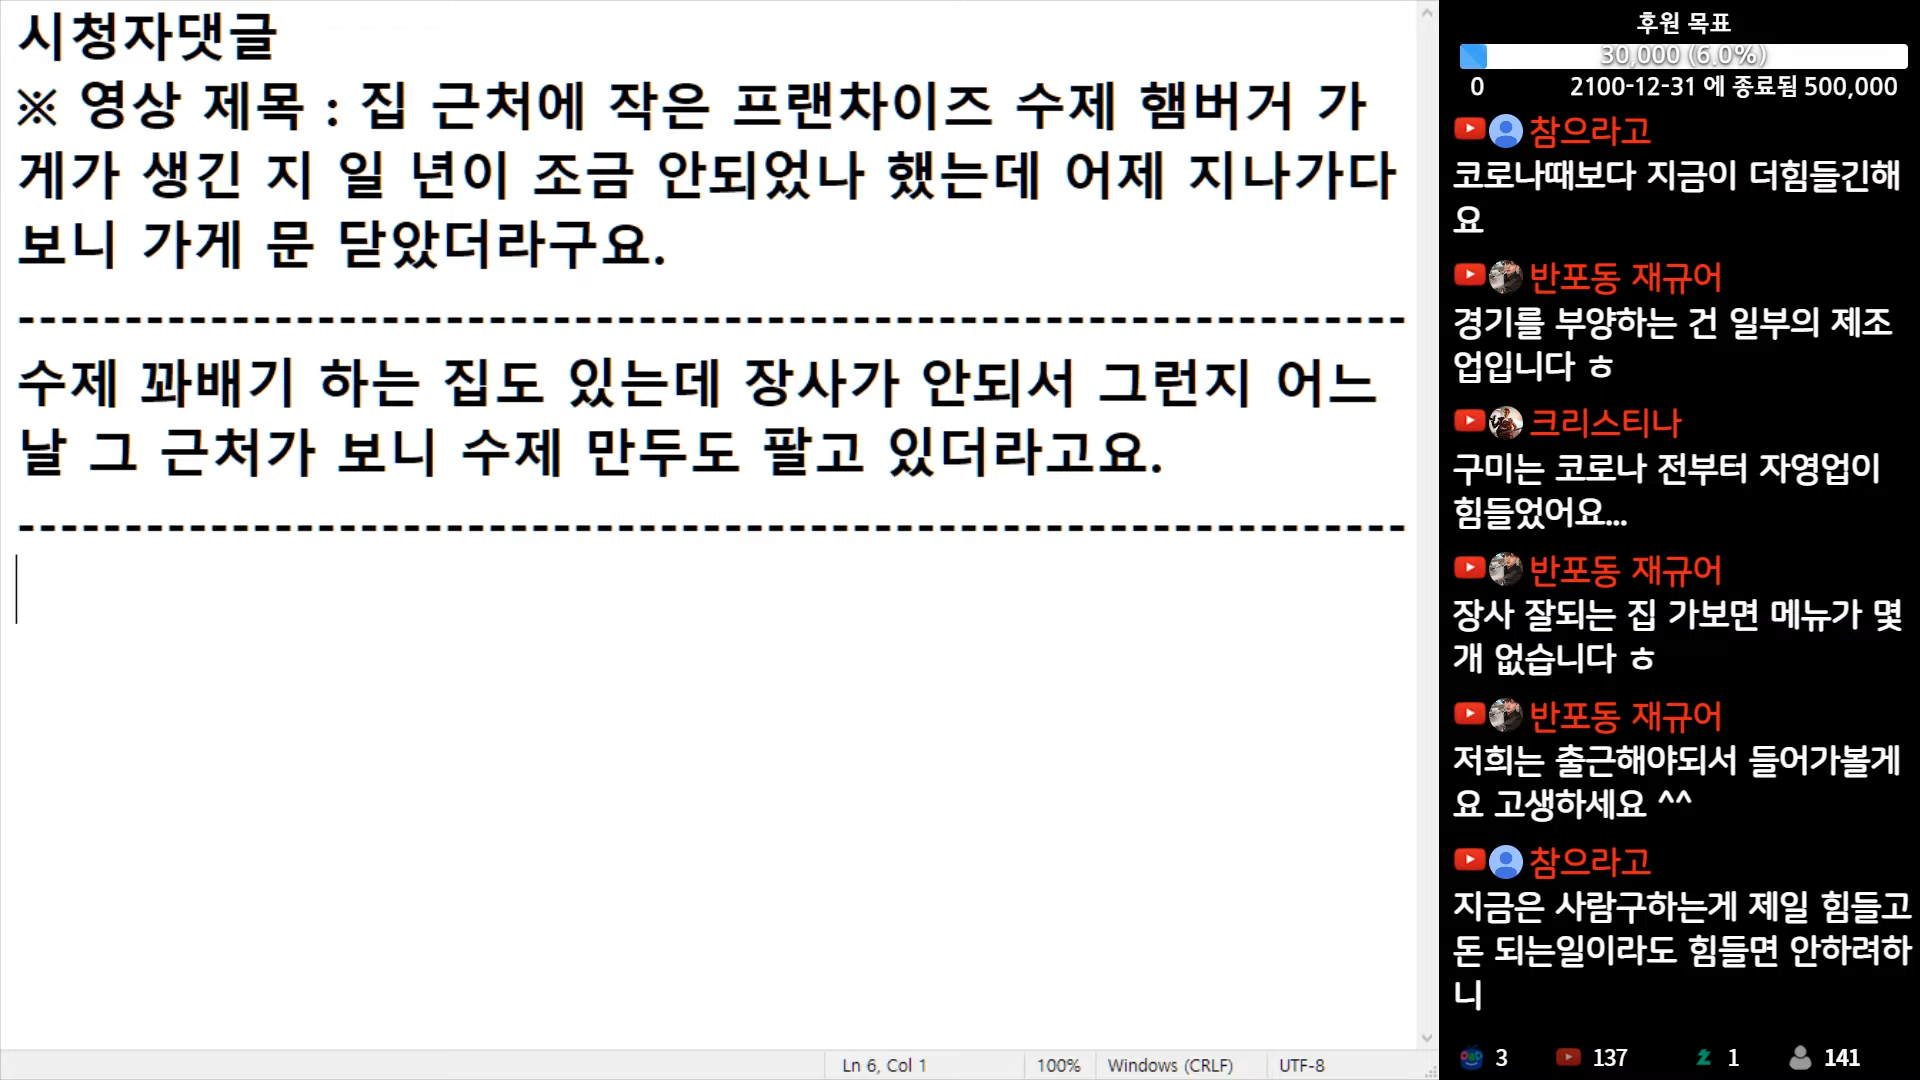 시청자댓글
※ 영상 제목 : 집 근처에 작은 프랜차이즈 수제 햄버거 가
게가 생긴 지 일 년이 조금 안되었나 했는데 어제 지나가다
보니 가게 문 닫았더라구요.
--------------------------------------------------------------
수제 꽈배기 하는 집도 있는데 장사가 안되서 그런지 어느
날 그 근처가 보니 수제 만두도 팔고 있더라고요.
--------------------------------------------------------------
Ln 6, Col 1
100%
Windows (CRLF)
UTF-8
후원 목표
30,000 (6.0%)
0 2100-12-31 에 종료됨 500,000
참으라고
코로나때보다 지금이 더힘들긴해
요
반포동 재규어
경기를 부양하는 건 일부의 제조
업입니다 ㅎ
크리스티나
구미는 코로나 전부터 자영업이
힘들었어요...
반포동 재규어
장사 잘되는 집 가보면 메뉴가 몇
개 없습니다 ㅎ
반포동 재규어
저희는 출근해야되서 들어가볼게
요 고생하세요 ^^
참으라고
지금은 사람구하는게 제일 힘들고
돈 되는일이라도 힘들면 안하려하
니
3 137 1 141